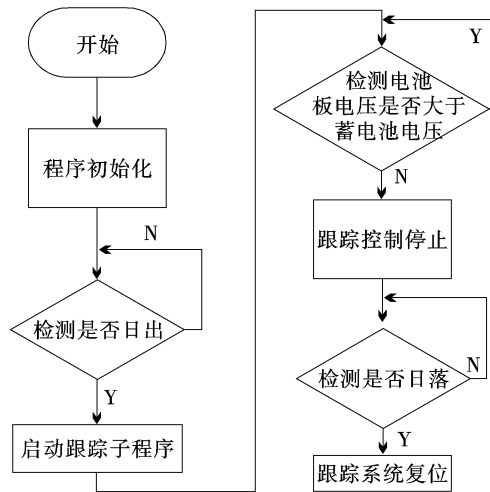 开始
程序初始化
N
检测是否日出
Y
启动跟踪子程序
Y
检测电池
板电压是否大于
蓄电池电压
N
跟踪控制停止
检测是否日落
N
Y
跟踪系统复位